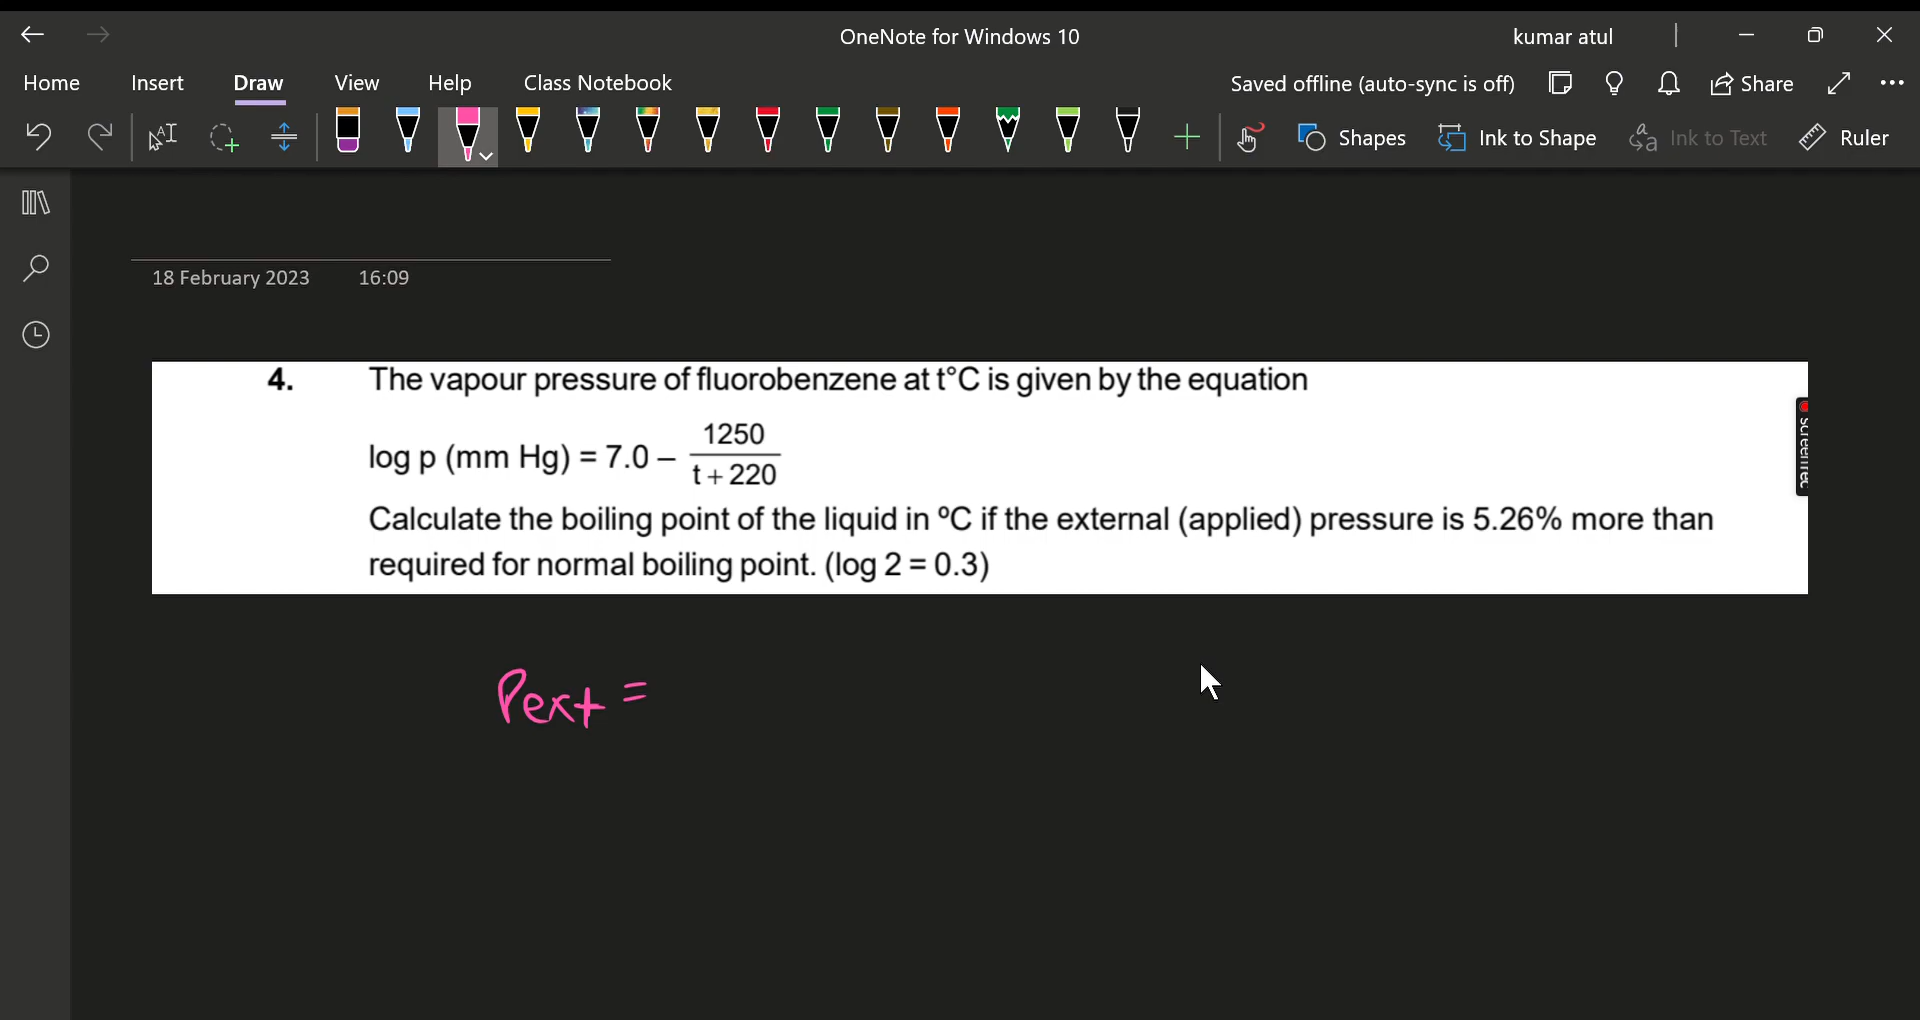 OneNote for Windows 10
kumar atul
Home Insert Draw View Help Class Notebook
Saved offline (auto-sync is off) Share
Shapes Ink to Shape Ink to Text Ruler
18 February 2023 16:09
4. The vapour pressure of fluorobenzene at t°C is given by the equation
log p (mm Hg) = 7.0 – 1250 / t + 220
Calculate the boiling point of the liquid in ºC if the external (applied) pressure is 5.26% more than
required for normal boiling point. (log 2 = 0.3)
Pext =